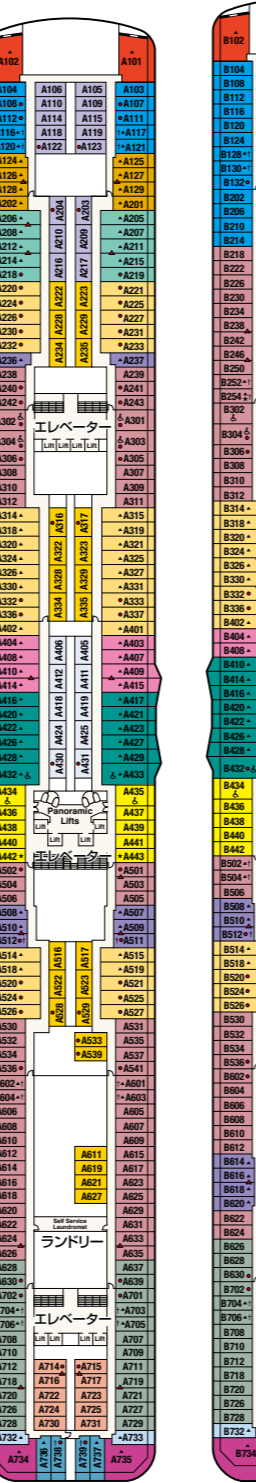 A102 A101
A104 A106 A105 A103
A108 A110 A109 A107
A112 A114 A115 A111
A116 A118 A119 A117
A120 A122 A123 A121
A124 A125
A126 A127
A128 A129
A202 A204 A203 A201
A206 A205
A208 A210 A209 A207
A212 A211
A214 A216 A217 A215
A218 A219
A220 A222 A223 A221
A224 A225
A226 A228 A229 A227
A230 A231
A232 A234 A235 A233
A236 A237
A238 A239
A240 A241
A242 A243
A302 エレベーター A301
A304 Lift Lift Lift Lift A303
A306 A305
A308 A307
A310 A309
A312 A311
A314 A316 A317 A315
A318 A319
A320 A322 A323 A321
A324 A325
A326 A328 A329 A327
A330 A331
A332 A334 A335 A333
A336 A337
A402 A401
A404 A406 A405 A403
A408 A407
A410 A412 A411 A409
A414 A415
A416 A418 A419 A417
A420 A421
A422 A424 A425 A423
A426 A427
A428 A430 A431 A429
A432 A433
A434 A435
A436 Panoramic Lifts A437
A438 Lift Lift A439
A440 Lift Lift A441
A442 エレベーター A443
A502 A501
A504 A503
A506 A505
A508 A507
A510 A509
A512 A511
A514 A516 A517 A515
A518 A519
A520 A522 A523 A521
A524 A525
A526 A528 A529 A527
A530 A531
A532 A533 A535
A534 A539 A537
A536 A541
A602 A601
A604 A603
A606 A605
A608 A607
A610 A609
A612 A611 A615
A614 A619 A617
A616 A621 A623
A618 A627 A625
A620 A629
A622 Self Service Laundromat A631
A624 ランドリー A633
A626 A635
A628 A637
A630 A639
A702 A701
A704 A703
A706 エレベーター A705
A708 Lift Lift Lift Lift A707
A710 A709
A712 A714 A715 A711
A718 A716 A717 A719
A720 A722 A723 A721
A726 A724 A725 A727
A728 A730 A731 A729
A732 A733
A734 A736 A738 A739 A737 A735
B102
B104
B108
B112
B116
B120
B124
B128
B130
B132
B202
B206
B210
B214
B218
B222
B226
B230
B234
B238
B242
B246
B250
B252
B254
B302
B304
B306
B308
B310
B312
B314
B318
B320
B324
B326
B330
B332
B336
B402
B404
B408
B410
B414
B416
B420
B422
B426
B428
B432
B434
B436
B438
B440
B442
B502
B504
B506
B508
B510
B512
B514
B518
B520
B524
B526
B530
B532
B534
B536
B602
B604
B606
B608
B610
B612
B614
B616
B618
B620
B622
B624
B626
B628
B630
B702
B704
B706
B708
B710
B712
B718
B720
B726
B728
B732
B734